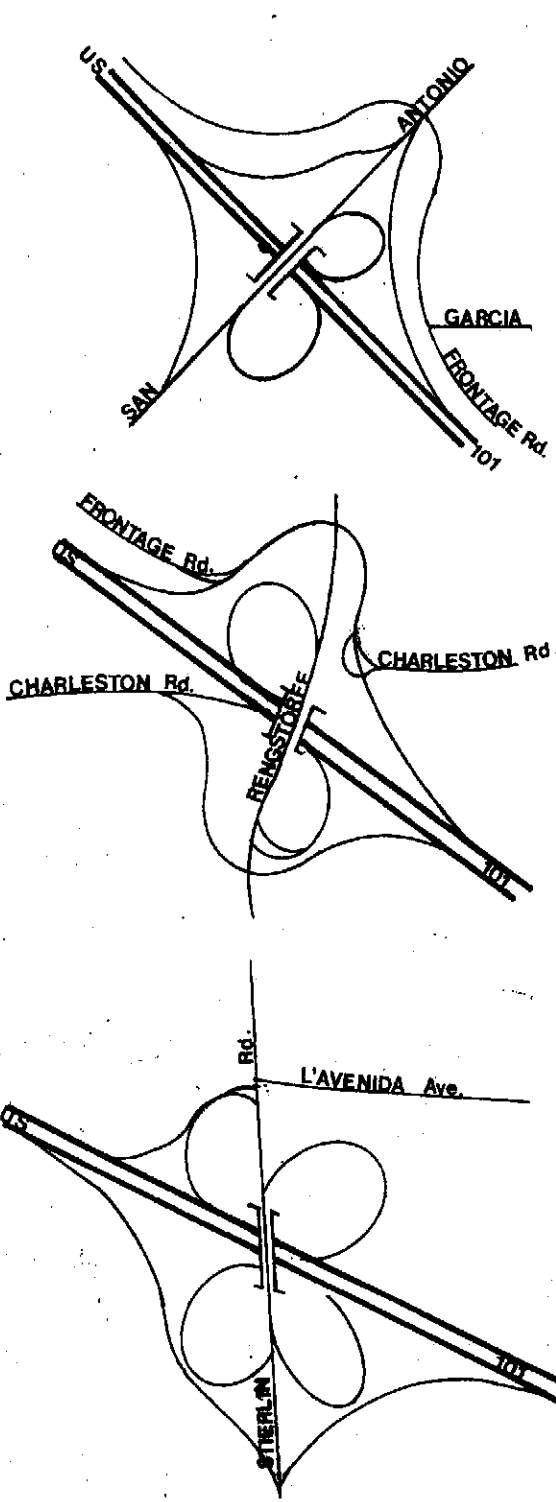 US
ANTONIO
GARCIA
SAN
FRONTAGE Rd.
101
FRONTAGE Rd.
US
CHARLESTON Rd
CHARLESTON Rd.
RENGSTORFF
101
Rd.
L'AVENIDA Ave.
US
101
STIERLIN